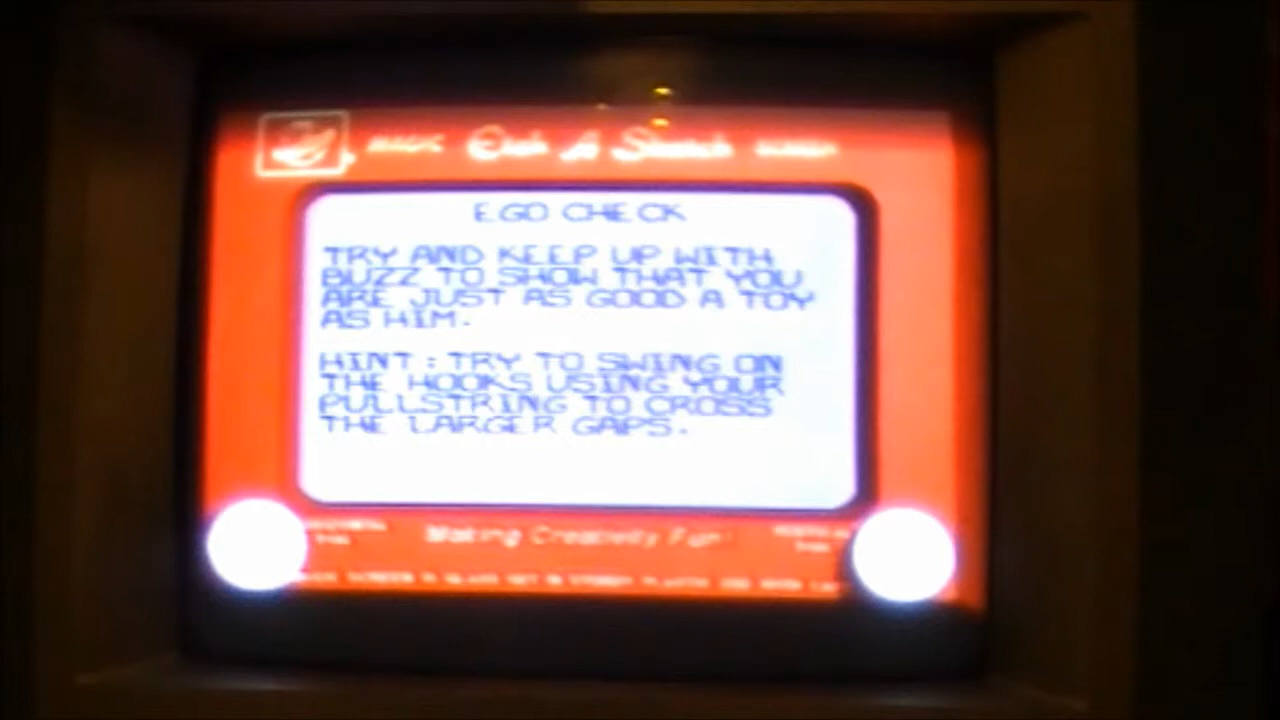 MAGIC Etch A Sketch SCREEN
EGO CHECK
TRY AND KEEP UP WITH
BUZZ TO SHOW THAT YOU
ARE JUST AS GOOD A TOY
AS HIM.
HINT : TRY TO SWING ON
THE HOOKS USING YOUR
PULLSTRING TO CROSS
THE LARGER GAPS.
Making Creativity Fun!